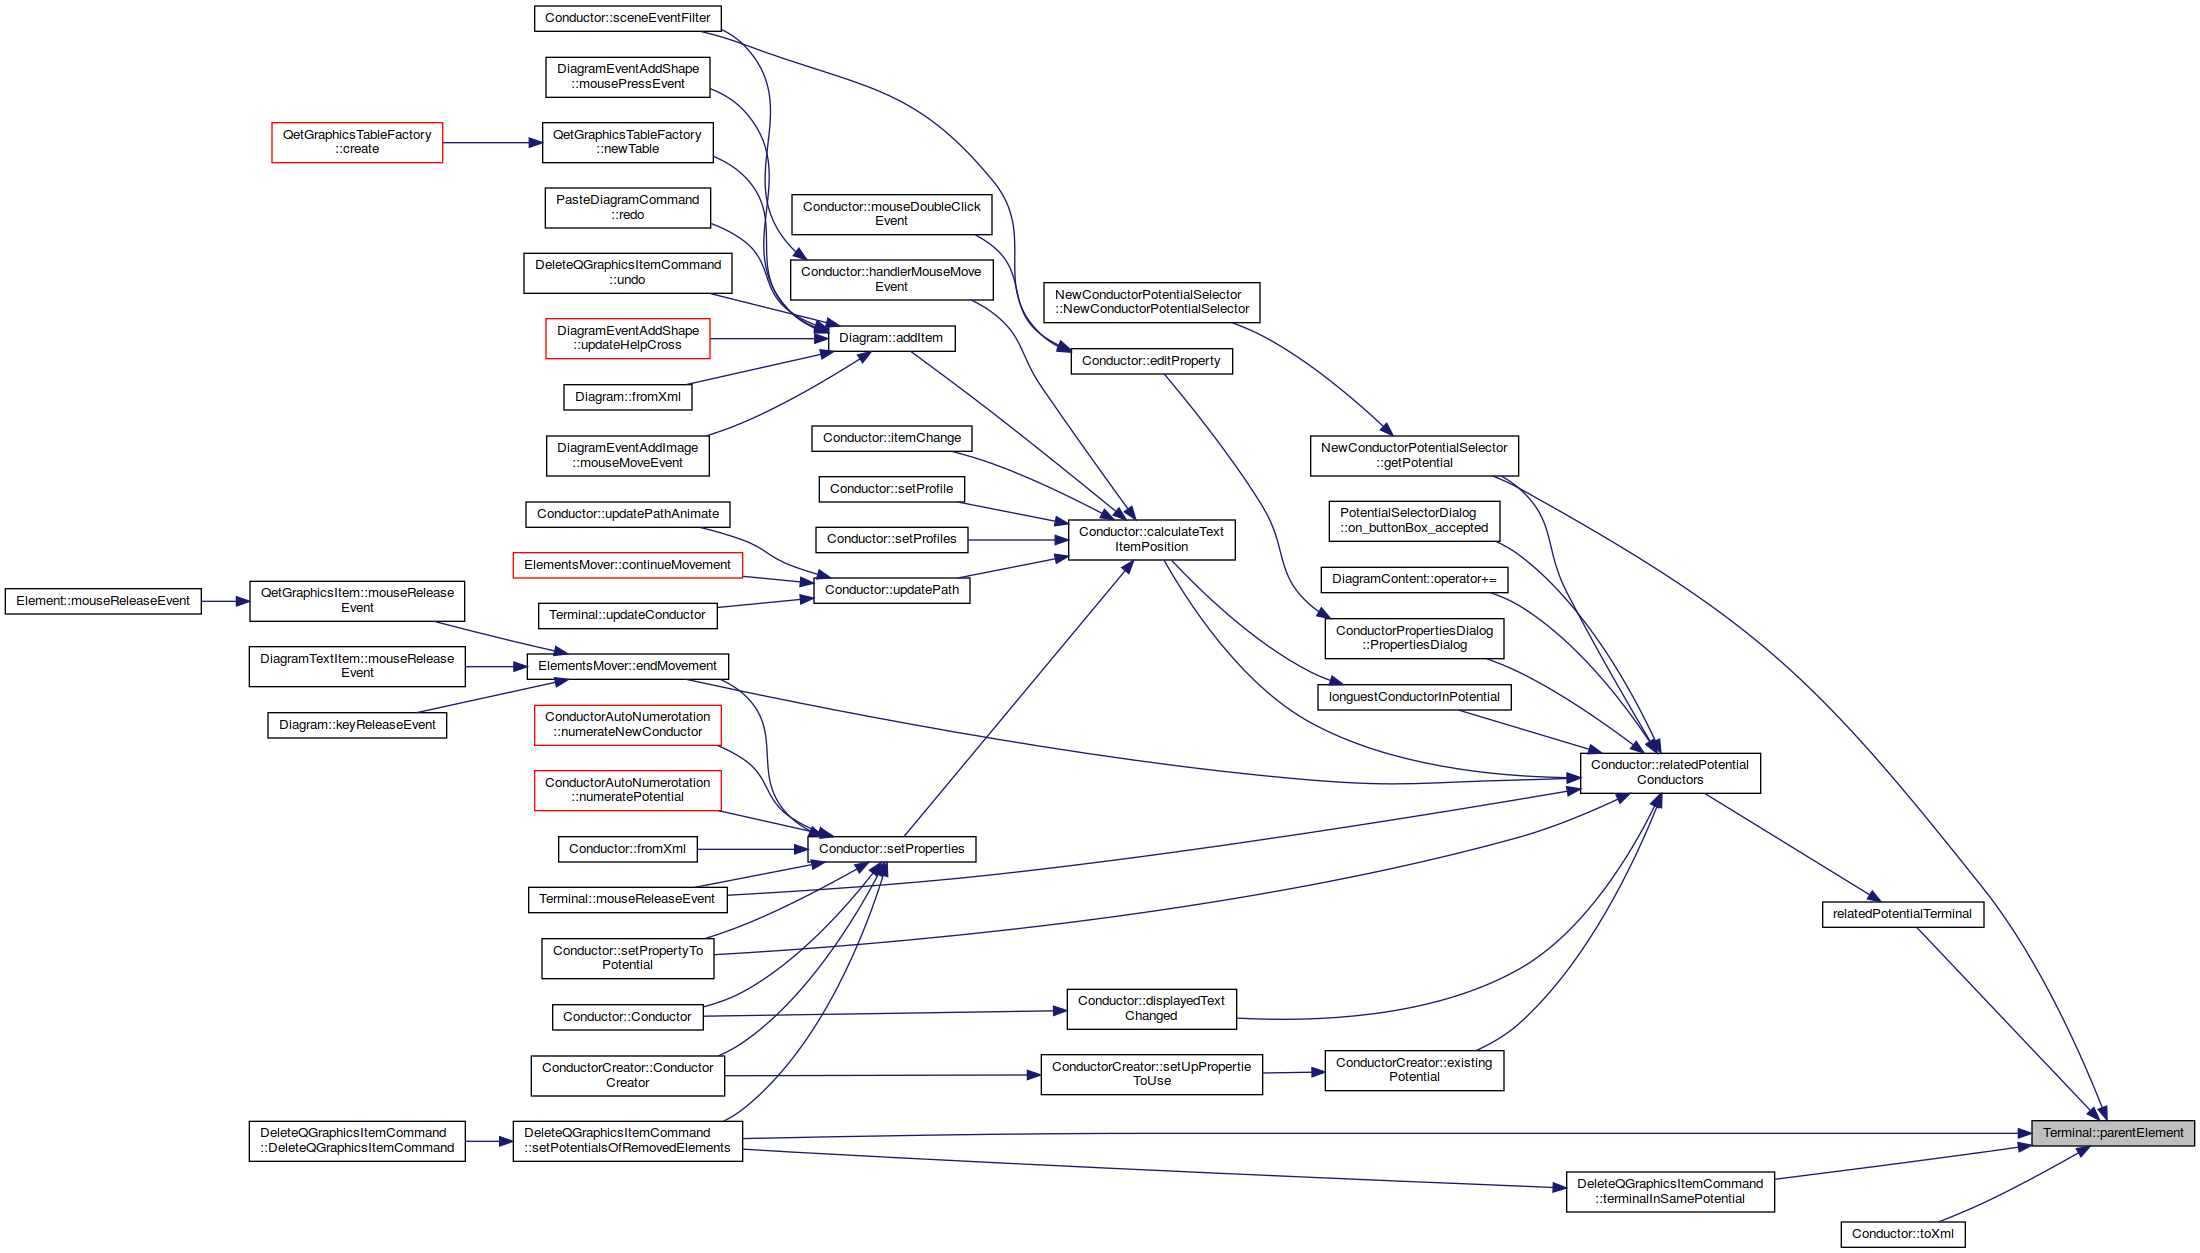 Conductor::sceneEventFilter
DiagramEventAddShape
::mousePressEvent
QetGraphicsTableFactory
::create
QetGraphicsTableFactory
::newTable
PasteDiagramCommand
::redo
Conductor::mouseDoubleClick
Event
DeleteQGraphicsItemCommand
::undo
Conductor::handlerMouseMove
Event
NewConductorPotentialSelector
::NewConductorPotentialSelector
DiagramEventAddShape
::updateHelpCross
Diagram::addItem
Conductor::editProperty
Diagram::fromXml
DiagramEventAddImage
::mouseMoveEvent
Conductor::itemChange
NewConductorPotentialSelector
::getPotential
Conductor::setProfile
Conductor::updatePathAnimate
PotentialSelectorDialog
::on_buttonBox_accepted
Conductor::setProfiles
Conductor::calculateText
ItemPosition
ElementsMover::continueMovement
DiagramContent::operator+=
Conductor::updatePath
Element::mouseReleaseEvent
QetGraphicsItem::mouseRelease
Event
Terminal::updateConductor
ConductorPropertiesDialog
::PropertiesDialog
DiagramTextItem::mouseRelease
Event
ElementsMover::endMovement
longuestConductorInPotential
Diagram::keyReleaseEvent
ConductorAutoNumerotation
::numerateNewConductor
Conductor::relatedPotential
Conductors
ConductorAutoNumerotation
::numeratePotential
Conductor::fromXml
Conductor::setProperties
Terminal::mouseReleaseEvent
relatedPotentialTerminal
Conductor::setPropertyTo
Potential
Conductor::Conductor
Conductor::displayedText
Changed
ConductorCreator::Conductor
Creator
ConductorCreator::setUpPropertie
ToUse
ConductorCreator::existing
Potential
DeleteQGraphicsItemCommand
::DeleteQGraphicsItemCommand
DeleteQGraphicsItemCommand
::setPotentialsOfRemovedElements
Terminal::parentElement
DeleteQGraphicsItemCommand
::terminalInSamePotential
Conductor::toXml